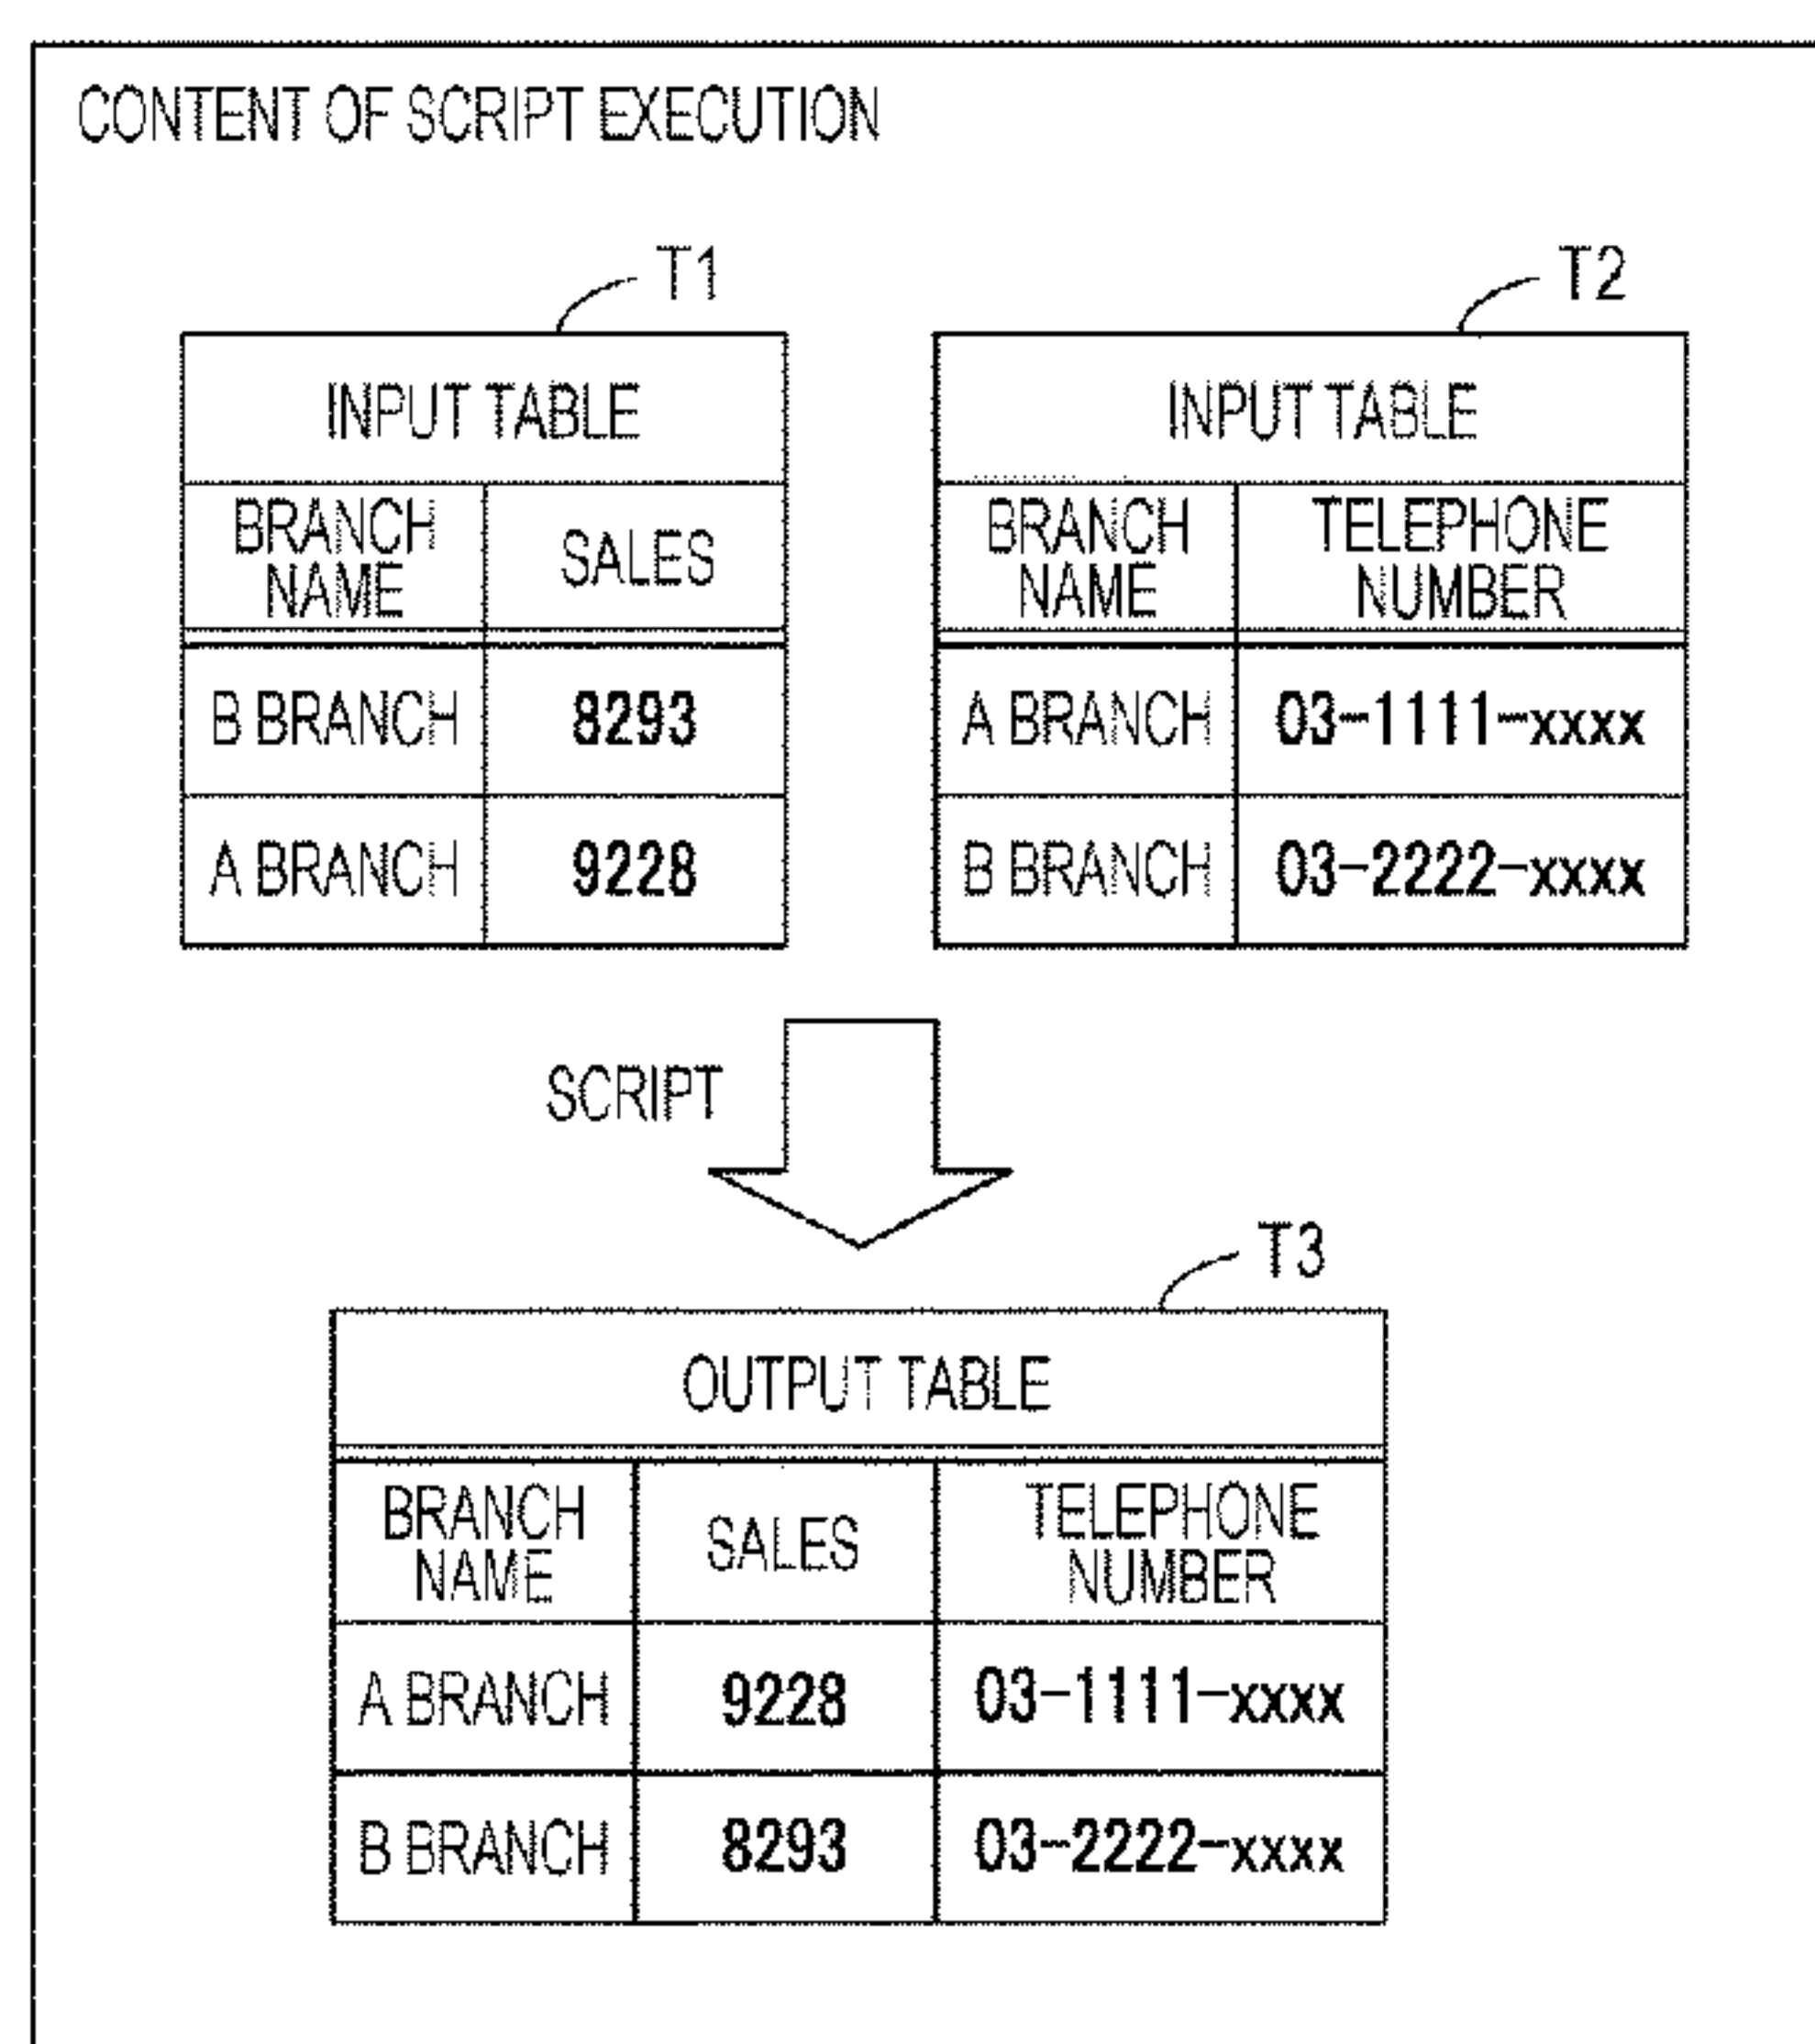 CONTENT OF SCRIPT EXECUTION
T1
T2
INPUT TABLE
INPUT TABLE
BRANCH NAME
SALES
BRANCH NAME
TELEPHONE NUMBER
B BRANCH 8293
A BRANCH 03-1111-xxxx
A BRANCH 9228
B BRANCH 03-2222-xxxx
SCRIPT
T3
OUTPUT TABLE
BRANCH NAME
SALES
TELEPHONE NUMBER
A BRANCH 9228 03-1111-xxxx
B BRANCH 8293 03-2222-xxxx